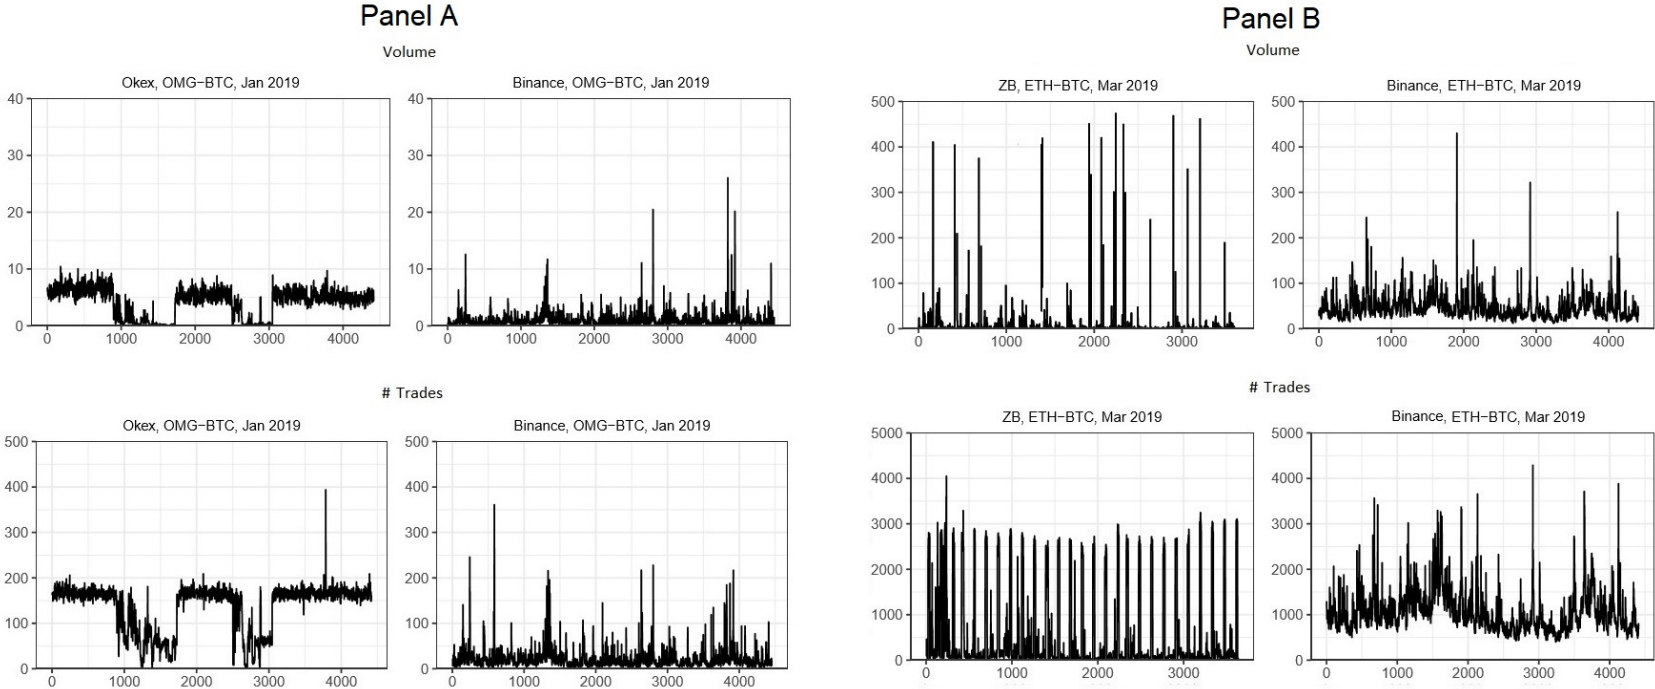 Panel A
Volume
Okex, OMG−BTC, Jan 2019
40
30
20
10
0
0 1000 2000 3000 4000
Binance, OMG−BTC, Jan 2019
40
30
20
10
0
0 1000 2000 3000 4000
# Trades
Okex, OMG−BTC, Jan 2019
500
400
300
200
100
0
0 1000 2000 3000 4000
Binance, OMG−BTC, Jan 2019
500
400
300
200
100
0
0 1000 2000 3000 4000
Panel B
Volume
ZB, ETH−BTC, Mar 2019
500
400
300
200
100
0
0 1000 2000 3000
Binance, ETH−BTC, Mar 2019
500
400
300
200
100
0
0 1000 2000 3000 4000
# Trades
ZB, ETH−BTC, Mar 2019
5000
4000
3000
2000
1000
0
0 1000 2000 3000
Binance, ETH−BTC, Mar 2019
5000
4000
3000
2000
1000
0
0 1000 2000 3000 4000